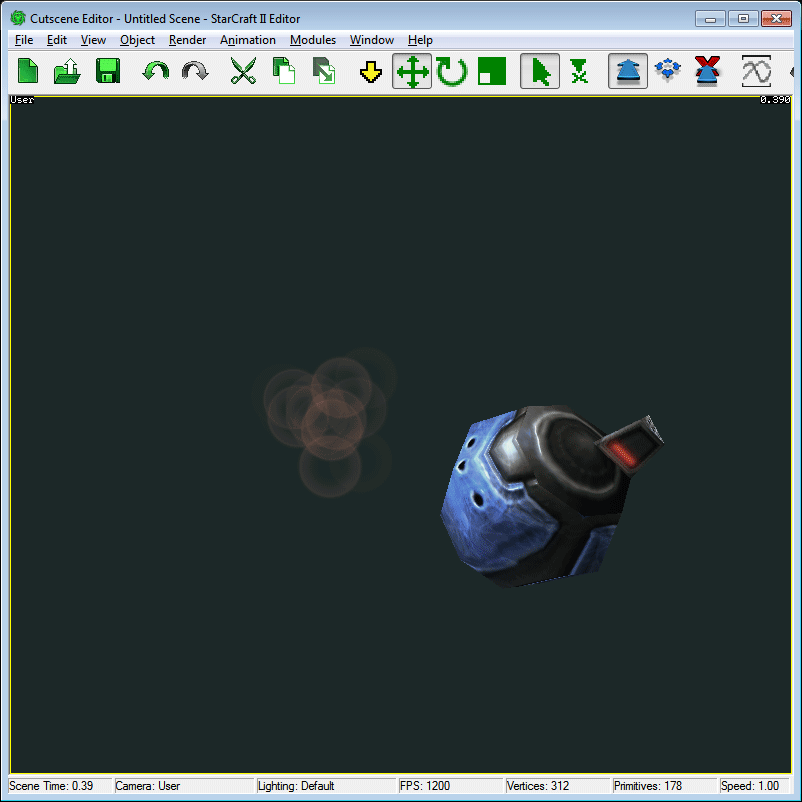 Cutscene Editor - Untitled Scene - StarCraft II Editor
File Edit View Object Render Animation Modules Window Help
User 0.390
Scene Time: 0.39 Camera: User Lighting: Default FPS: 1200 Vertices: 312 Primitives: 178 Speed: 1.00